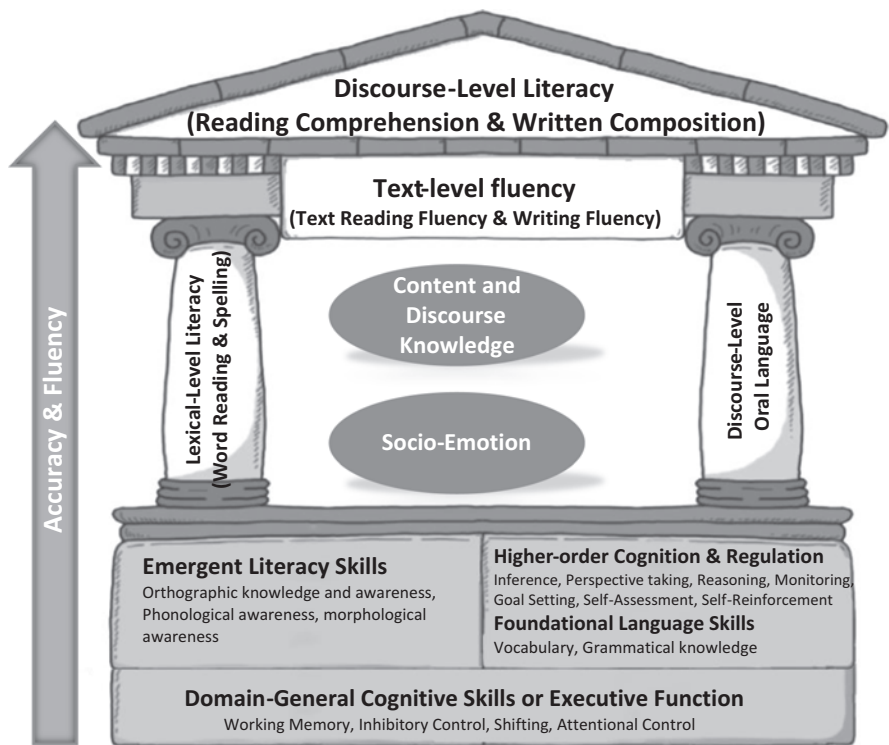 Discourse-Level Literacy
(Reading Comprehension & Written Composition)
Text-level fluency
(Text Reading Fluency & Writing Fluency)
Accuracy & Fluency
Lexical-Level Literacy
(Word Reading & Spelling)
Content and
Discourse
Knowledge
Socio-Emotion
Discourse-Level
Oral Language
Emergent Literacy Skills
Orthographic knowledge and awareness,
Phonological awareness, morphological
awareness
Higher-order Cognition & Regulation
Inference, Perspective taking, Reasoning, Monitoring,
Goal Setting, Self-Assessment, Self-Reinforcement
Foundational Language Skills
Vocabulary, Grammatical knowledge
Domain-General Cognitive Skills or Executive Function
Working Memory, Inhibitory Control, Shifting, Attentional Control